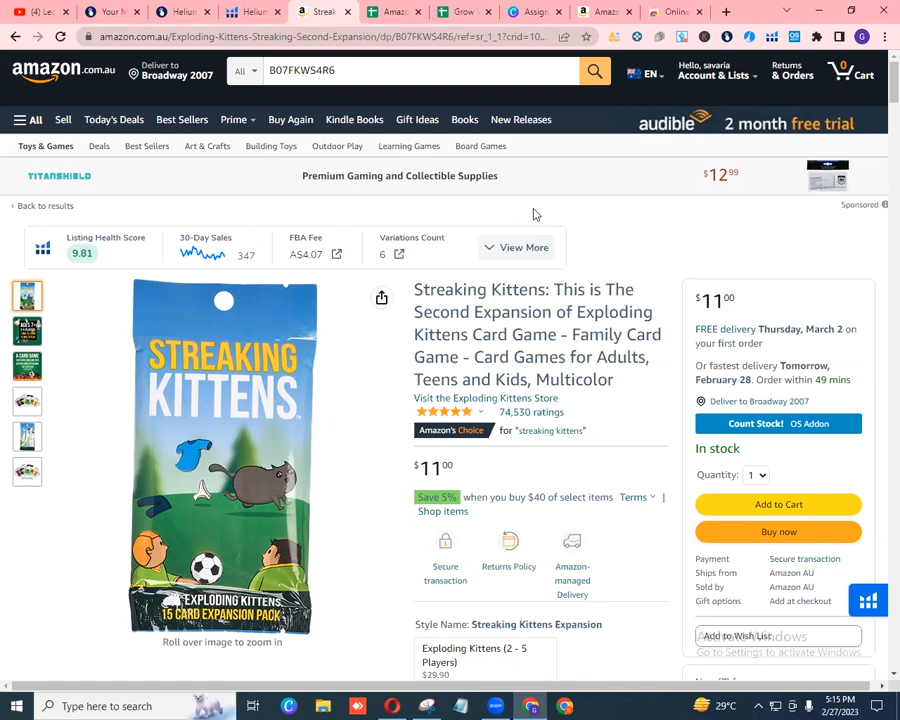 (4) Le
Your M
Helium
Helium
Streak
Amazo
Grow
Assign
Amaz
Online
amazon.com.au/Exploding-Kittens-Streaking-Second-Expansion/dp/B07FKWS4R6/ref=sr_1_1?crid=10...
amazon.com.au
Deliver to
Broadway 2007
All
B07FKWS4R6
EN
Hello, savaria
Account & Lists
Returns
& Orders
0
Cart
All
Sell
Today's Deals
Best Sellers
Prime
Buy Again
Kindle Books
Gift Ideas
Books
New Releases
audible
2 month free trial
Toys & Games
Deals
Best Sellers
Art & Crafts
Building Toys
Outdoor Play
Learning Games
Board Games
TITANSHIELD
Premium Gaming and Collectible Supplies
$12 99
‹ Back to results
Sponsored
Listing Health Score
9.81
30-Day Sales
347
FBA Fee
A$4.07
Variations Count
6
View More
STREAKING
KITTENS
EXPLODING KITTENS
15 CARD EXPANSION PACK
Roll over image to zoom in
Streaking Kittens: This is The
Second Expansion of Exploding
Kittens Card Game - Family Card
Game - Card Games for Adults,
Teens and Kids, Multicolor
Visit the Exploding Kittens Store
74,530 ratings
Amazon's Choice for "streaking kittens"
$11 00
Save 5% when you buy $40 of select items Terms |
Shop items
Secure
transaction
Returns Policy
Amazon-
managed
Delivery
Style Name: Streaking Kittens Expansion
Exploding Kittens (2 - 5
Players)
$29.90
$11 00
FREE delivery Thursday, March 2 on
your first order
Or fastest delivery Tomorrow,
February 28. Order within 49 mins
Deliver to Broadway 2007
Count Stock! OS Addon
In stock
Quantity: 1
Add to Cart
Buy now
Payment Secure transaction
Ships from Amazon AU
Sold by Amazon AU
Gift options Add at checkout
Add to Wish List
Activate Windows
Go to Settings to activate Windows.
Type here to search
zoom
29°C
5:15 PM
2/27/2023